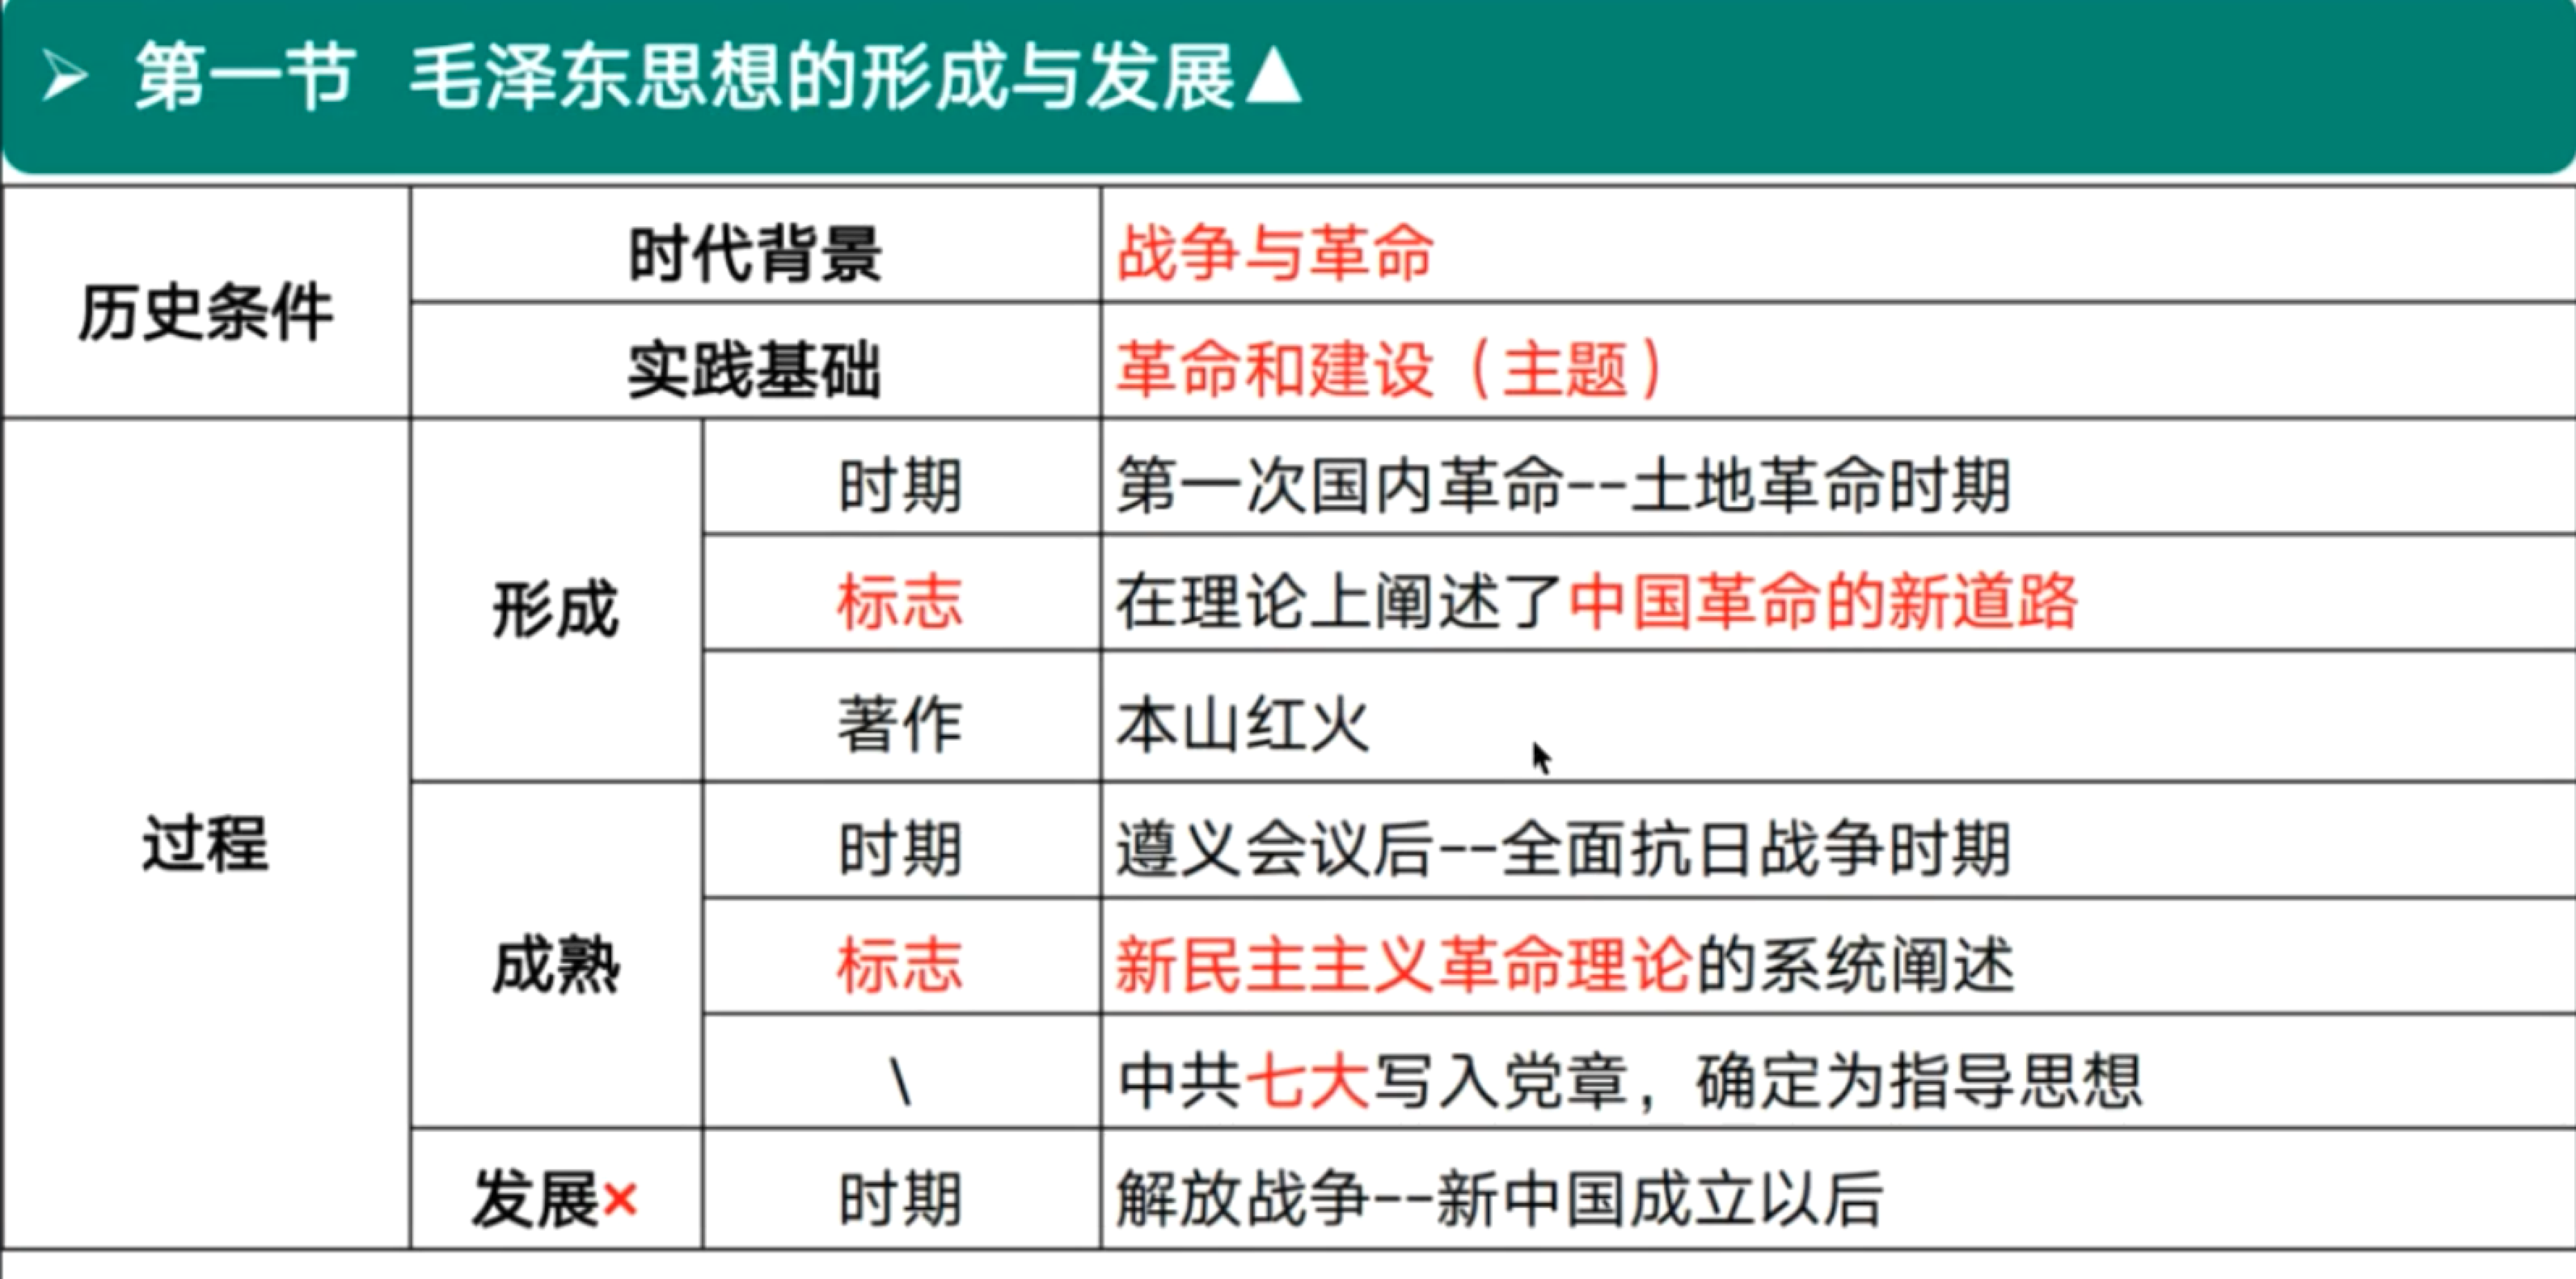 第一节 毛泽东思想的形成与发展▲
历史条件
时代背景
战争与革命
实践基础
革命和建设（主题）
过程
形成
时期
第一次国内革命--土地革命时期
标志
在理论上阐述了中国革命的新道路
著作
本山红火
成熟
时期
遵义会议后--全面抗日战争时期
标志
新民主主义革命理论的系统阐述
\
中共七大写入党章，确定为指导思想
发展×
时期
解放战争--新中国成立以后